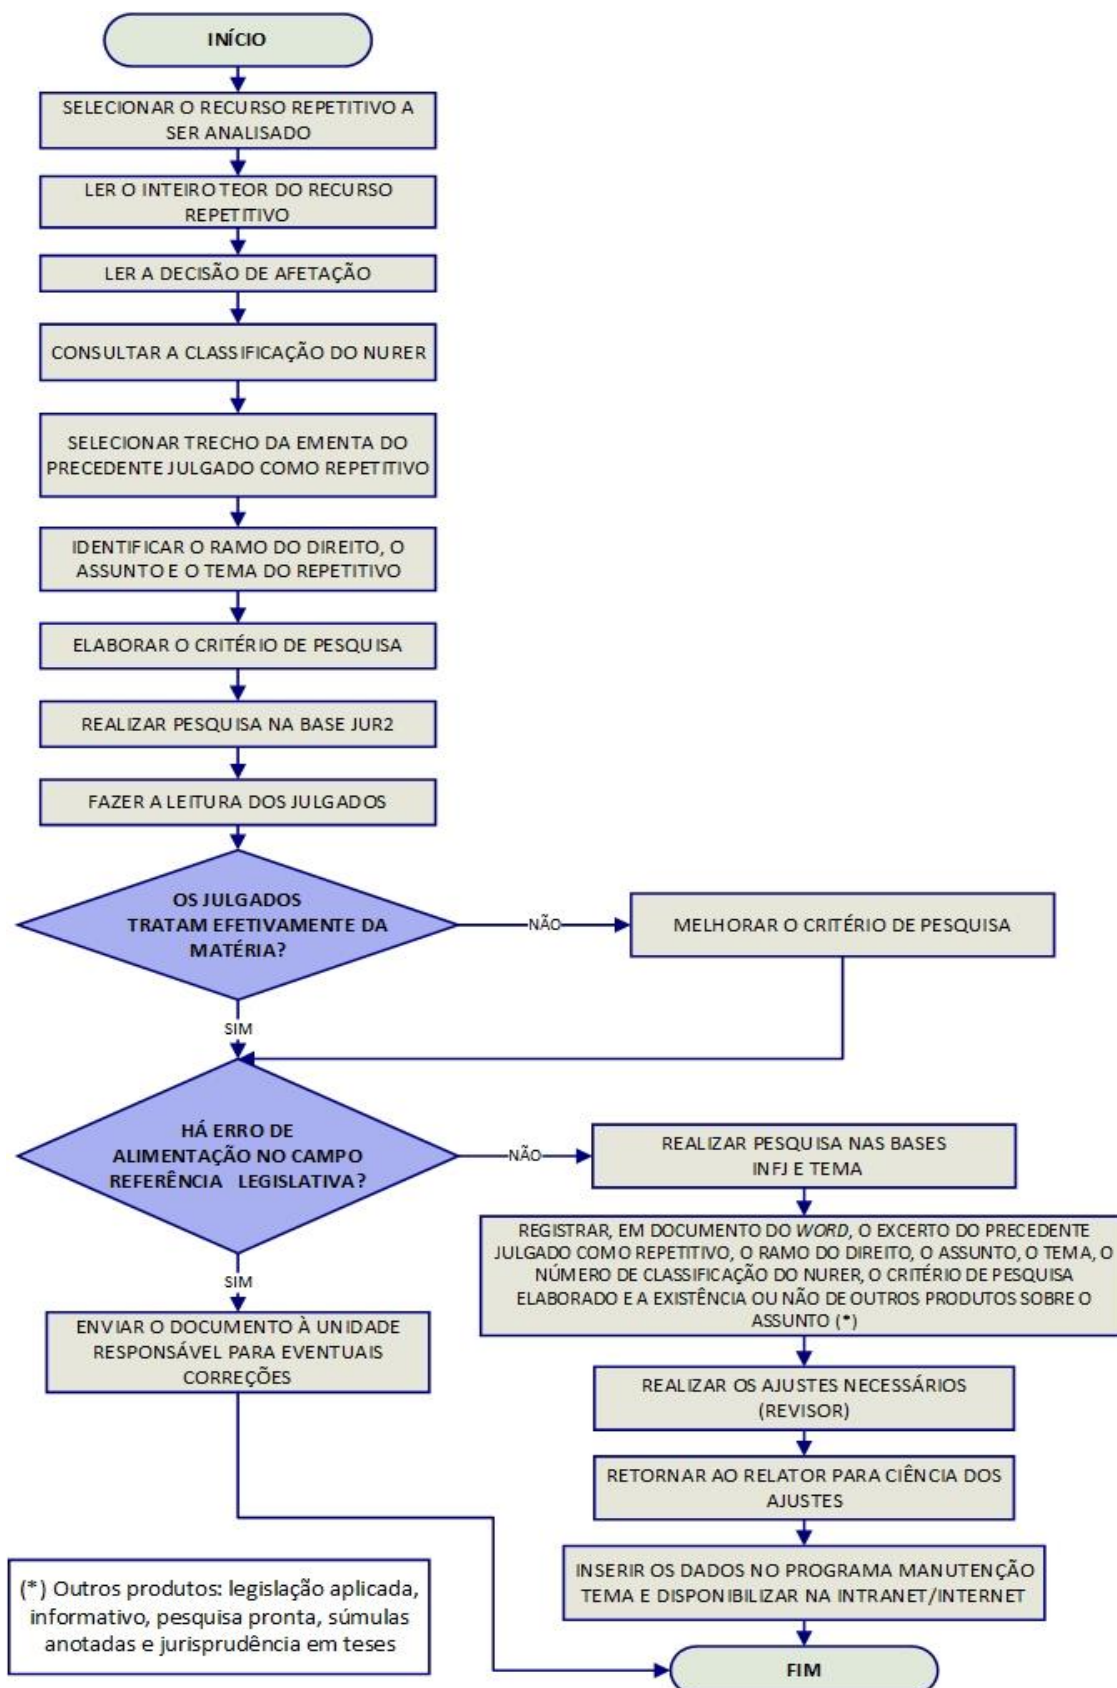 INÍCIO
SELECIONAR O RECURSO REPETITIVO A
SER ANALISADO
LER O INTEIRO TEOR DO RECURSO
REPETITIVO
LER A DECISÃO DE AFETAÇÃO
CONSULTAR A CLASSIFICAÇÃO DO NURER
SELECIONAR TRECHO DA EMENTA DO
PRECEDENTE JULGADO COMO REPETITIVO
IDENTIFICAR O RAMO DO DIREITO, O
ASSUNTO E O TEMA DO REPETITIVO
ELABORAR O CRITÉRIO DE PESQUISA
REALIZAR PESQUISA NA BASE JUR2
FAZER A LEITURA DOS JULGADOS
OS JULGADOS
TRATAM EFETIVAMENTE DA
MATÉRIA?
NÃO
MELHORAR O CRITÉRIO DE PESQUISA
SIM
HÁ ERRO DE
ALIMENTAÇÃO NO CAMPO
REFERÊNCIA LEGISLATIVA?
NÃO
REALIZAR PESQUISA NAS BASES
INFJ E TEMA
REGISTRAR, EM DOCUMENTO DO WORD, O EXCERTO DO PRECEDENTE
JULGADO COMO REPETITIVO, O RAMO DO DIREITO, O ASSUNTO, O TEMA, O
NÚMERO DE CLASSIFICAÇÃO DO NURER, O CRITÉRIO DE PESQUISA
ELABORADO E A EXISTÊNCIA OU NÃO DE OUTROS PRODUTOS SOBRE O
ASSUNTO (*)
SIM
ENVIAR O DOCUMENTO À UNIDADE
RESPONSÁVEL PARA EVENTUAIS
CORREÇÕES
REALIZAR OS AJUSTES NECESSÁRIOS
(REVISOR)
RETORNAR AO RELATOR PARA CIÊNCIA DOS
AJUSTES
INSERIR OS DADOS NO PROGRAMA MANUTENÇÃO
TEMA E DISPONIBILIZAR NA INTRANET/INTERNET
(*) Outros produtos: legislação aplicada,
informativo, pesquisa pronta, súmulas
anotadas e jurisprudência em teses
FIM